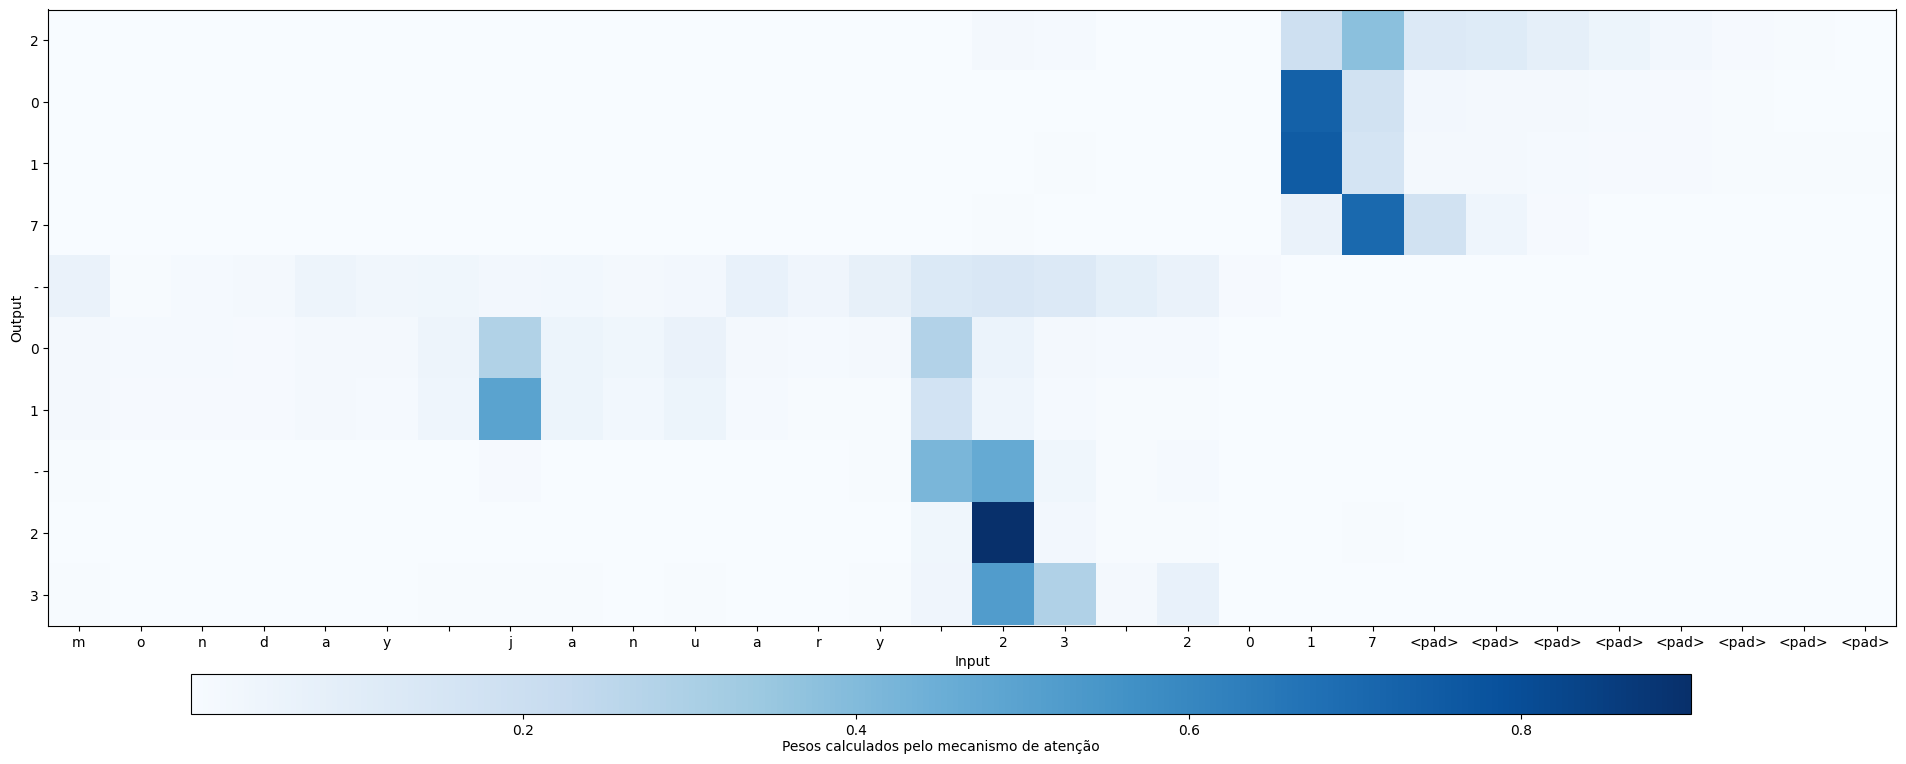 2
0
1
7
-
Output
0
1
-
2
3
m o n d a y j a n u a r y 2 3 2 0 1 7 <pad> <pad> <pad> <pad> <pad> <pad> <pad> <pad>
Input
0.2 0.4 0.6 0.8
Pesos calculados pelo mecanismo de atenção